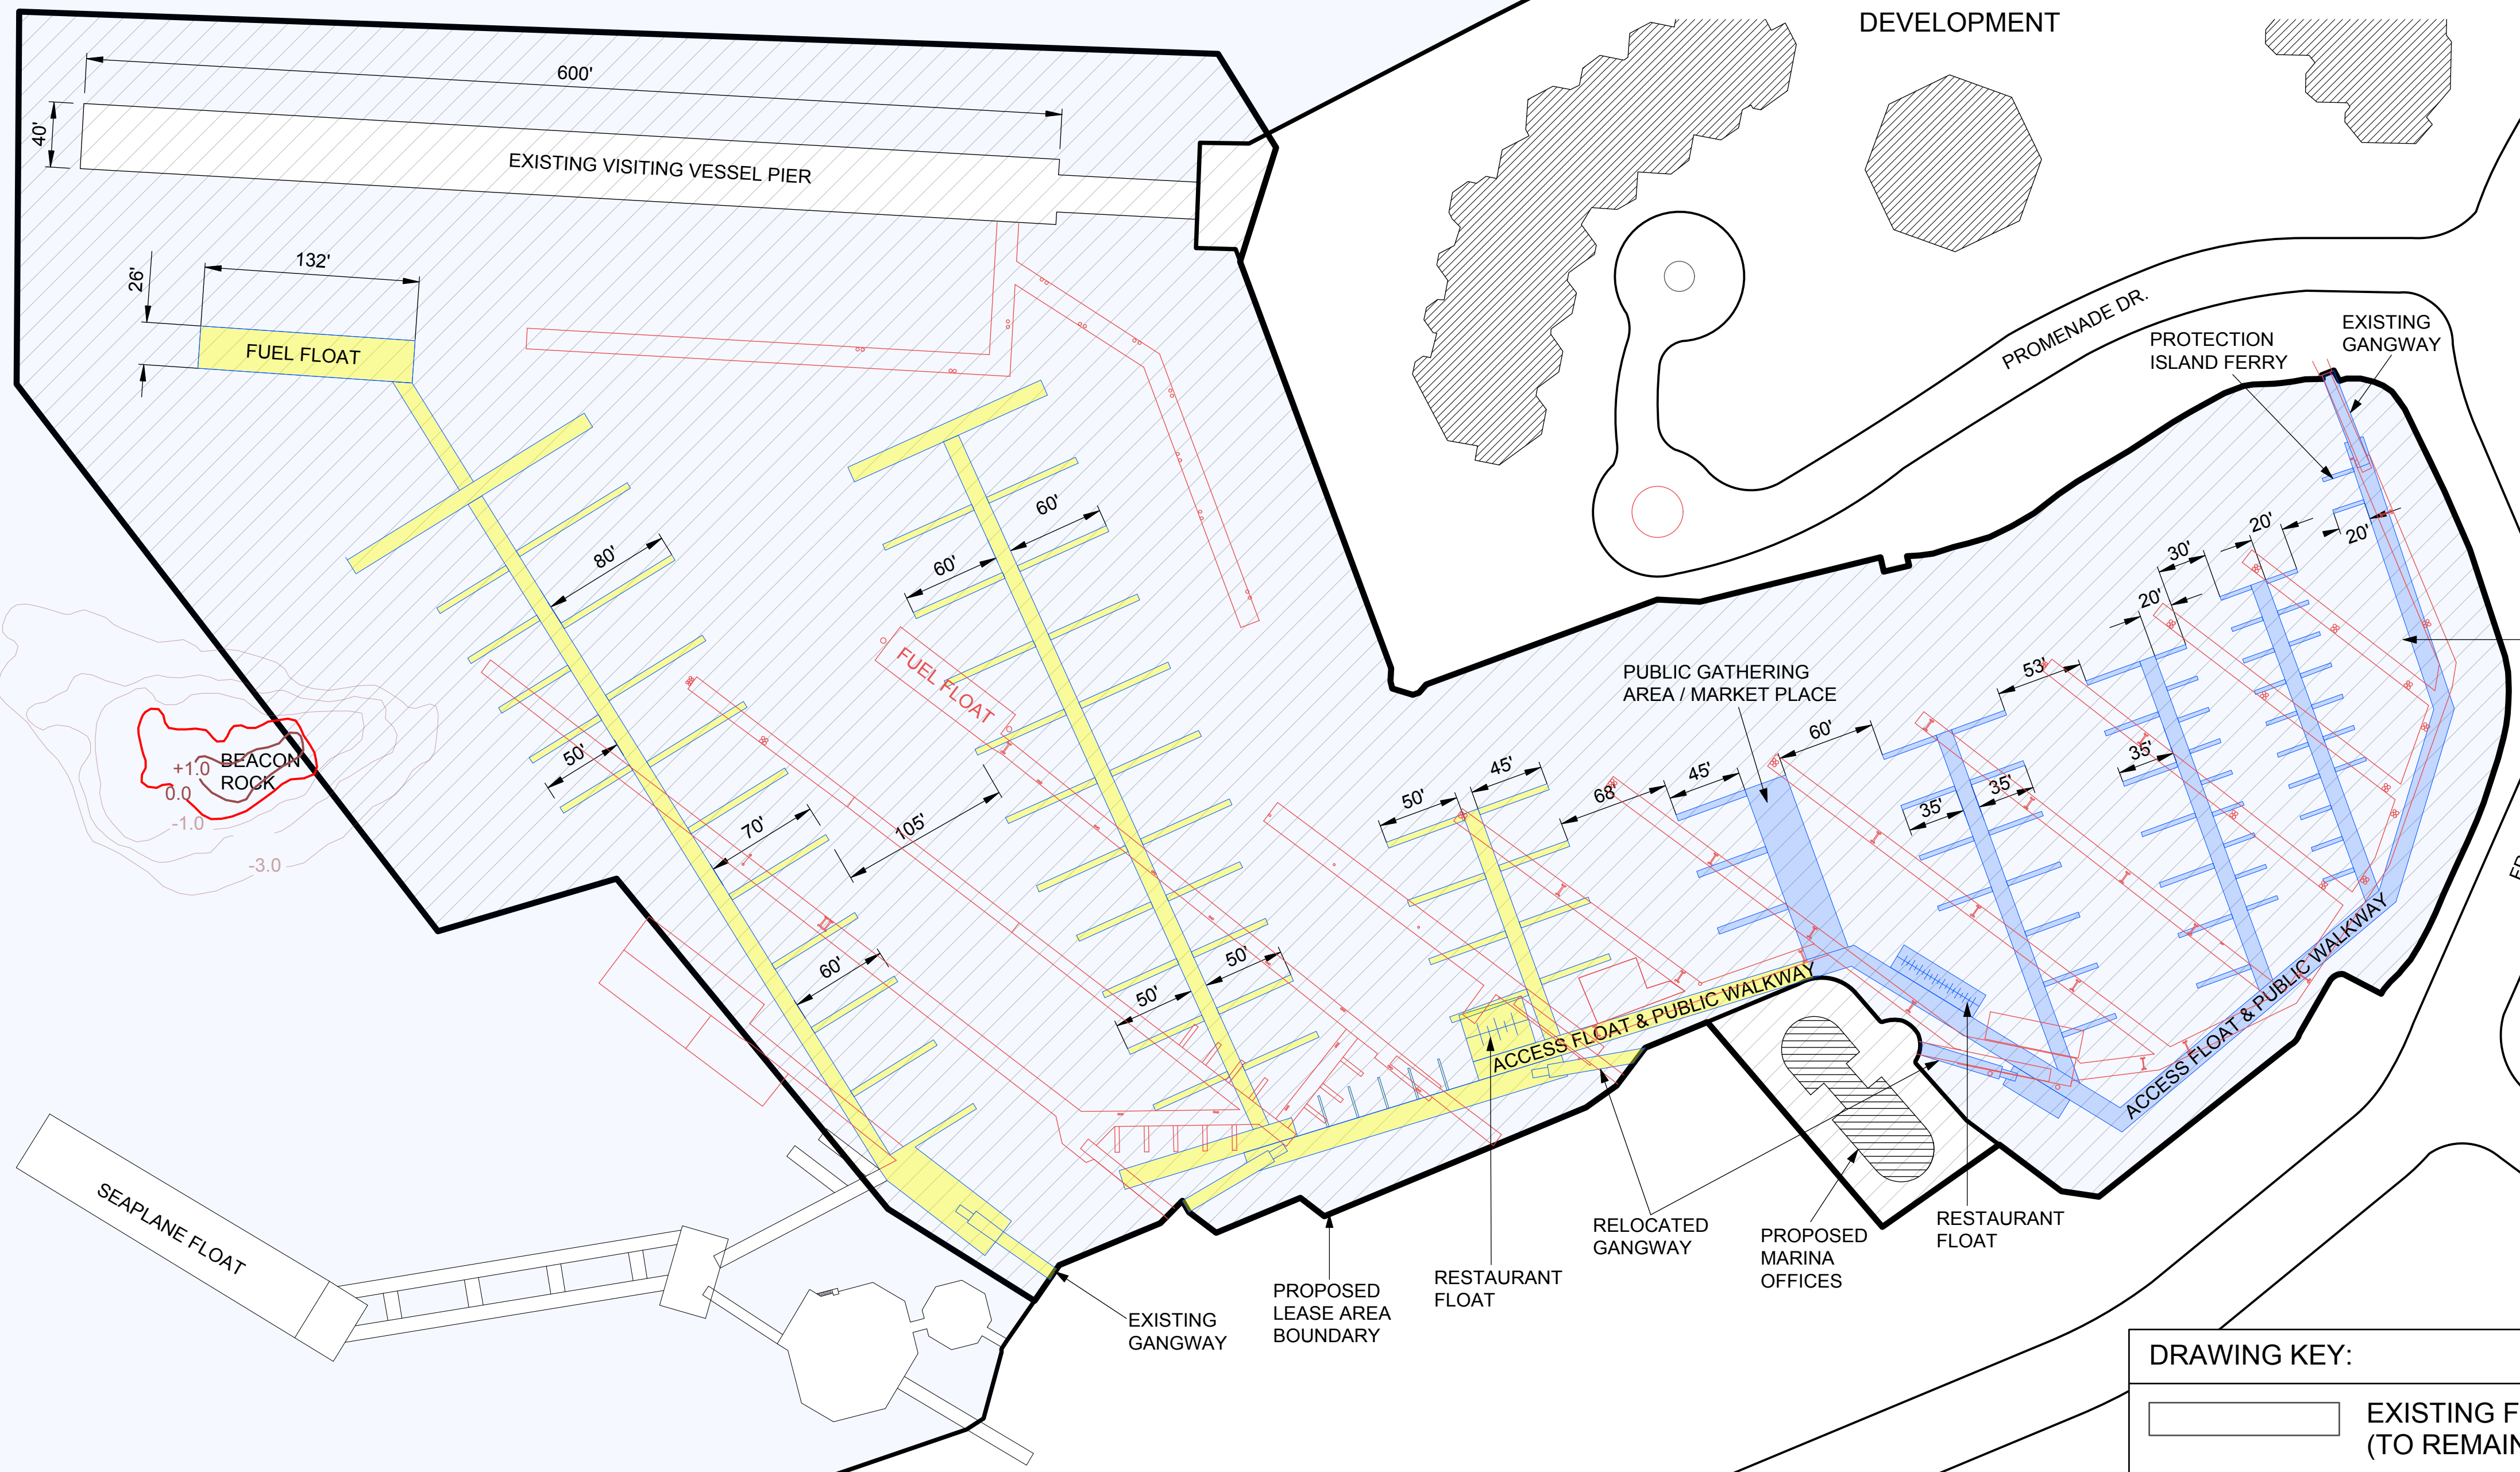 DEVELOPMENT
600'
40'
EXISTING VISITING VESSEL PIER
132'
26'
FUEL FLOAT
PROMENADE DR.
PROTECTION
ISLAND FERRY
EXISTING
GANGWAY
80'
60'
60'
20'
20'
30'
20'
FUEL FLOAT
PUBLIC GATHERING
AREA / MARKET PLACE
53'
60'
45'
68'
45'
50'
35'
35'
35'
BEACON
ROCK
+1.0
0.0
-1.0
-3.0
50'
70'
105'
60'
50'
50'
ACCESS FLOAT & PUBLIC WALKWAY
ACCESS FLOAT & PUBLIC WALKWAY
SEAPLANE FLOAT
EXISTING
GANGWAY
PROPOSED
LEASE AREA
BOUNDARY
RESTAURANT
FLOAT
RELOCATED
GANGWAY
PROPOSED
MARINA
OFFICES
RESTAURANT
FLOAT
DRAWING KEY:
EXISTING F
(TO REMAIN